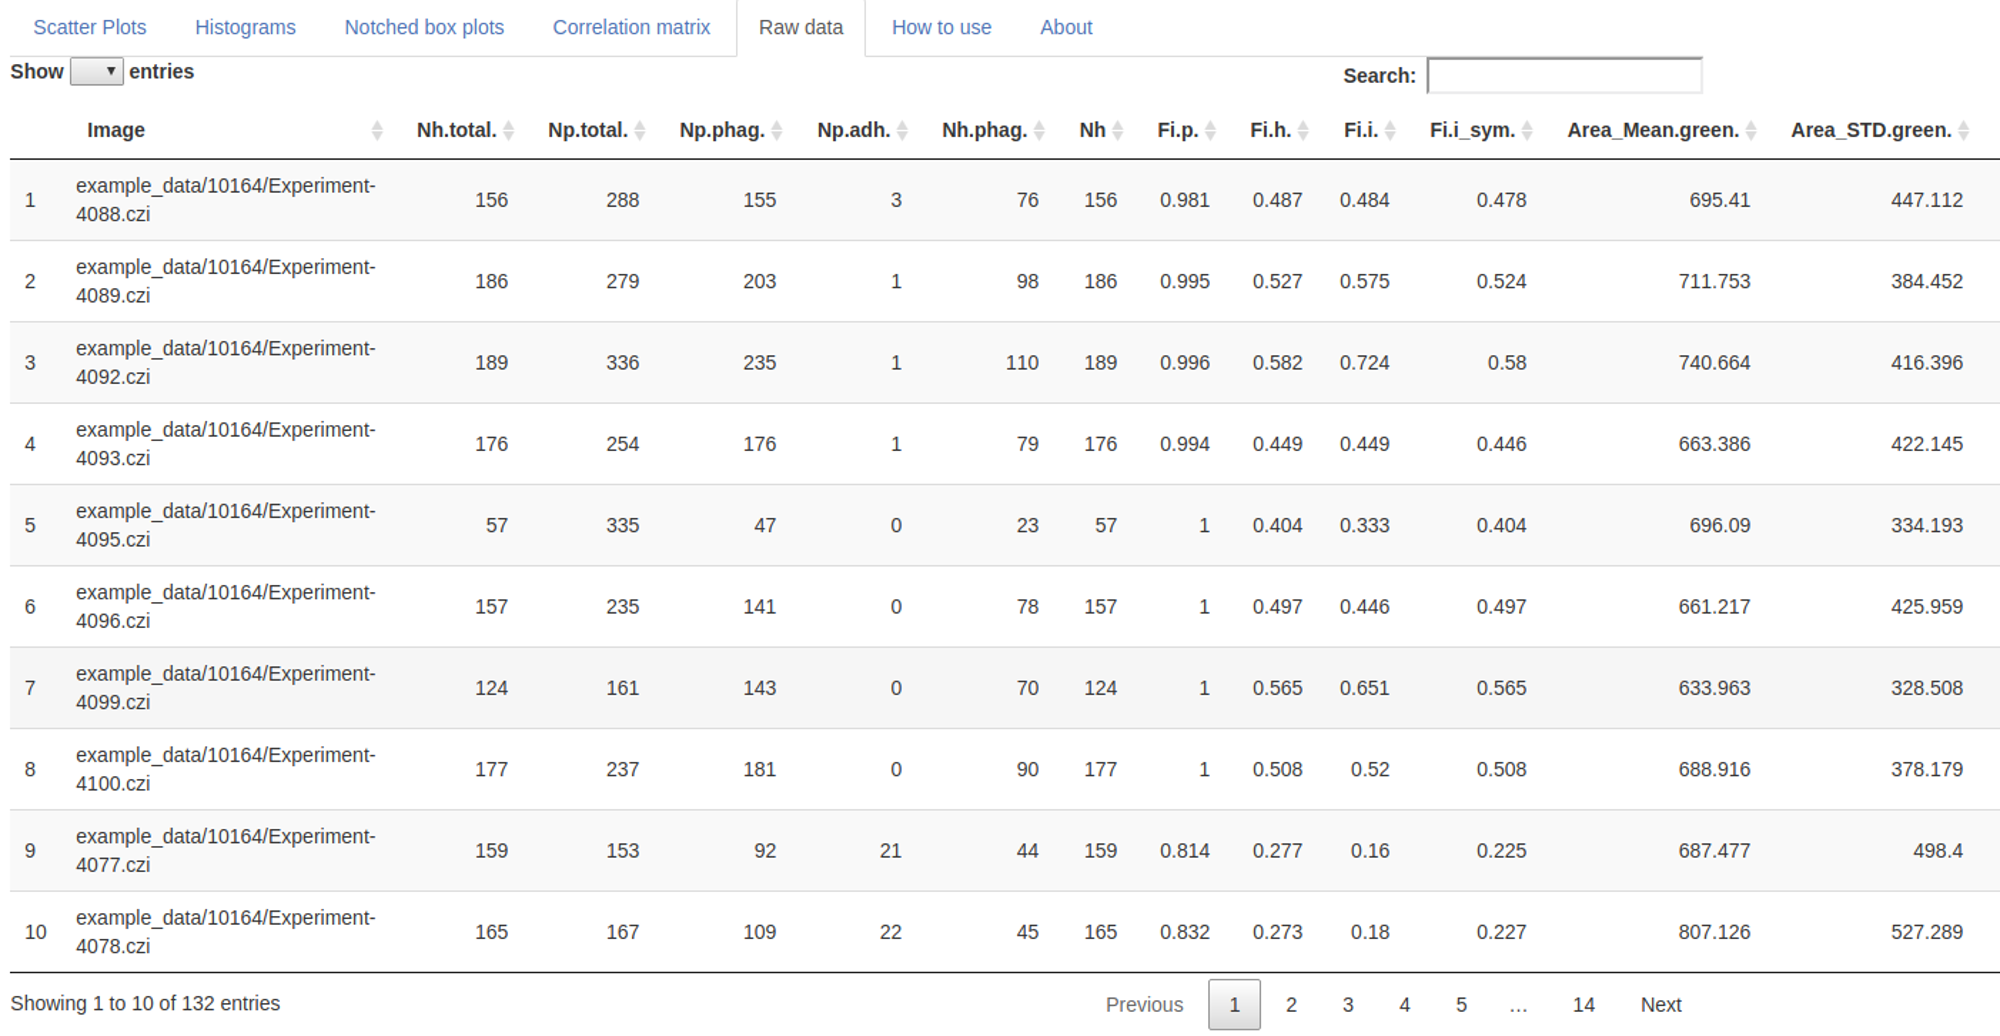 Scatter Plots Histograms Notched box plots Correlation matrix Raw data How to use About
Show entries Search:
Image Nh.total. Np.total. Np.phag. Np.adh. Nh.phag. Nh Fi.p. Fi.h. Fi.i. Fi.i_sym. Area_Mean.green. Area_STD.green.
1 example_data/10164/Experiment-
4088.czi 156 288 155 3 76 156 0.981 0.487 0.484 0.478 695.41 447.112
2 example_data/10164/Experiment-
4089.czi 186 279 203 1 98 186 0.995 0.527 0.575 0.524 711.753 384.452
3 example_data/10164/Experiment-
4092.czi 189 336 235 1 110 189 0.996 0.582 0.724 0.58 740.664 416.396
4 example_data/10164/Experiment-
4093.czi 176 254 176 1 79 176 0.994 0.449 0.449 0.446 663.386 422.145
5 example_data/10164/Experiment-
4095.czi 57 335 47 0 23 57 1 0.404 0.333 0.404 696.09 334.193
6 example_data/10164/Experiment-
4096.czi 157 235 141 0 78 157 1 0.497 0.446 0.497 661.217 425.959
7 example_data/10164/Experiment-
4099.czi 124 161 143 0 70 124 1 0.565 0.651 0.565 633.963 328.508
8 example_data/10164/Experiment-
4100.czi 177 237 181 0 90 177 1 0.508 0.52 0.508 688.916 378.179
9 example_data/10164/Experiment-
4077.czi 159 153 92 21 44 159 0.814 0.277 0.16 0.225 687.477 498.4
10 example_data/10164/Experiment-
4078.czi 165 167 109 22 45 165 0.832 0.273 0.18 0.227 807.126 527.289
Showing 1 to 10 of 132 entries Previous 1 2 3 4 5 … 14 Next